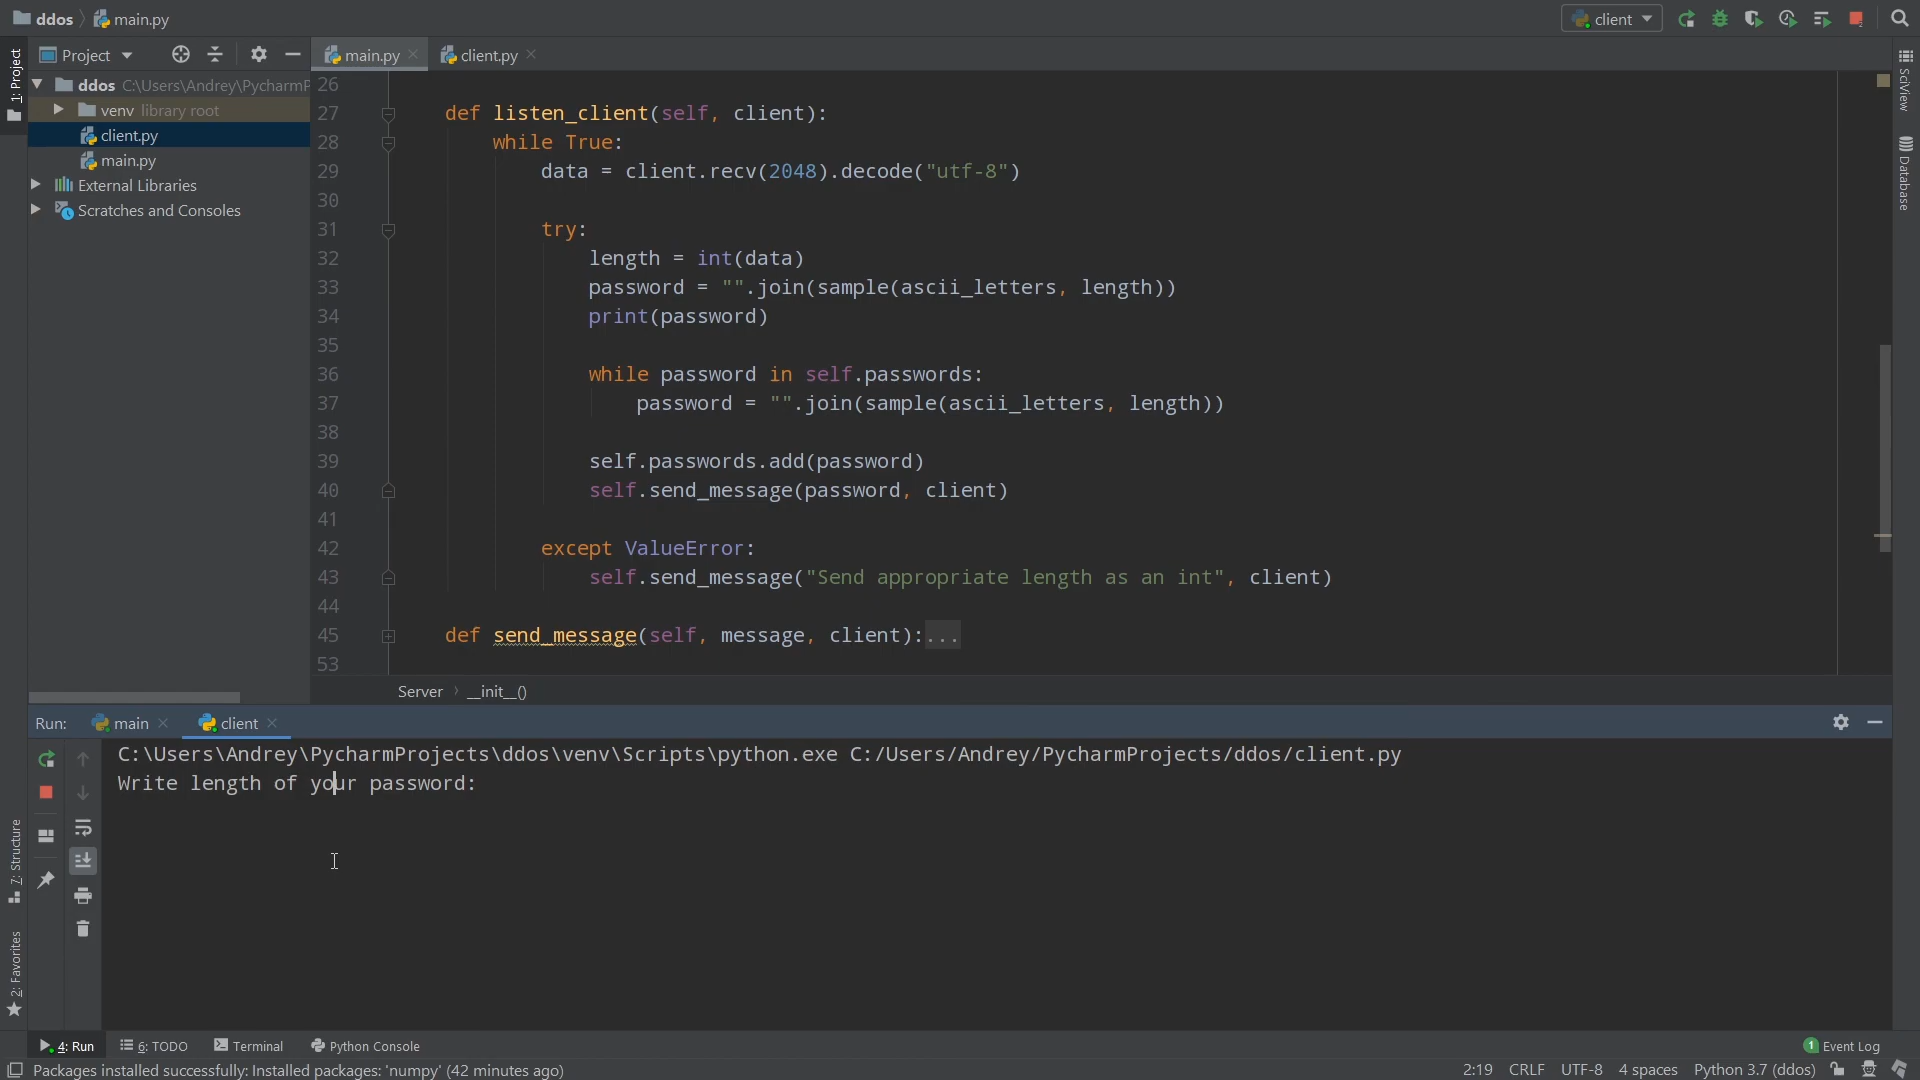 ddos main.py
client
Project
main.py
client.py
1: Project
ddos C:\Users\Andrey\PycharmP
venv library root
client.py
main.py
External Libraries
Scratches and Consoles
26
27 def listen_client(self, client):
28 while True:
29 data = client.recv(2048).decode("utf-8")
30
31 try:
32 length = int(data)
33 password = "".join(sample(ascii_letters, length))
34 print(password)
35
36 while password in self.passwords:
37 password = "".join(sample(ascii_letters, length))
38
39 self.passwords.add(password)
40 self.send_message(password, client)
41
42 except ValueError:
43 self.send_message("Send appropriate length as an int", client)
44
45 def send_message(self, message, client):...
53
Server › __init__()
SciView
Database
Run: main client
C:\Users\Andrey\PycharmProjects\ddos\venv\Scripts\python.exe C:/Users/Andrey/PycharmProjects/ddos/client.py
Write length of your password:
7: Structure
2: Favorites
4: Run 6: TODO Terminal Python Console
1 Event Log
Packages installed successfully: Installed packages: 'numpy' (42 minutes ago)
2:19 CRLF UTF-8 4 spaces Python 3.7 (ddos)